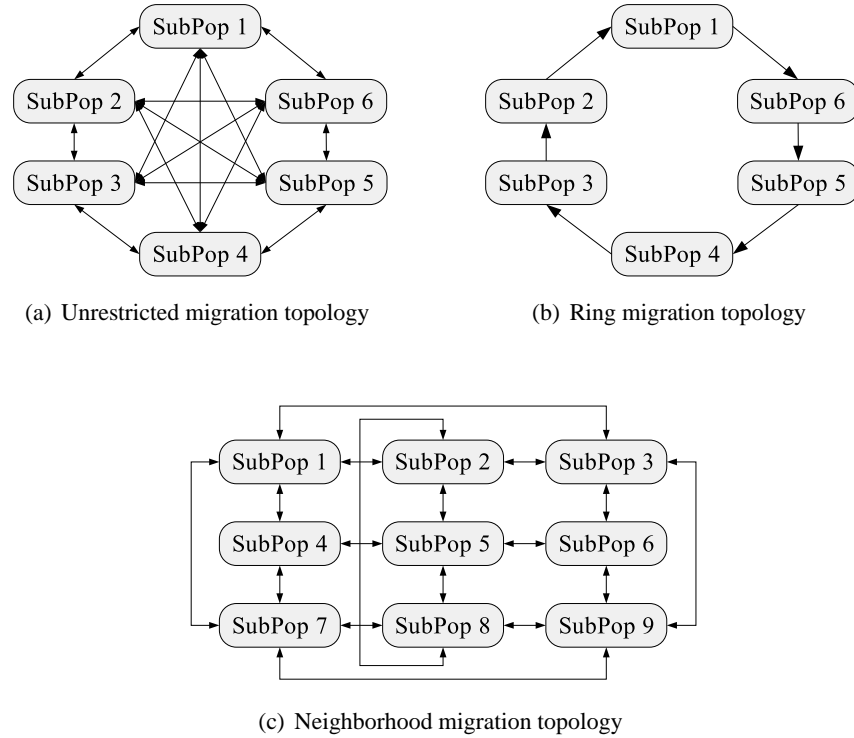 SubPop 1
SubPop 2
SubPop 6
SubPop 3
SubPop 5
SubPop 4
(a) Unrestricted migration topology
SubPop 1
SubPop 2
SubPop 6
SubPop 3
SubPop 5
SubPop 4
(b) Ring migration topology
SubPop 1
SubPop 2
SubPop 3
SubPop 4
SubPop 5
SubPop 6
SubPop 7
SubPop 8
SubPop 9
(c) Neighborhood migration topology